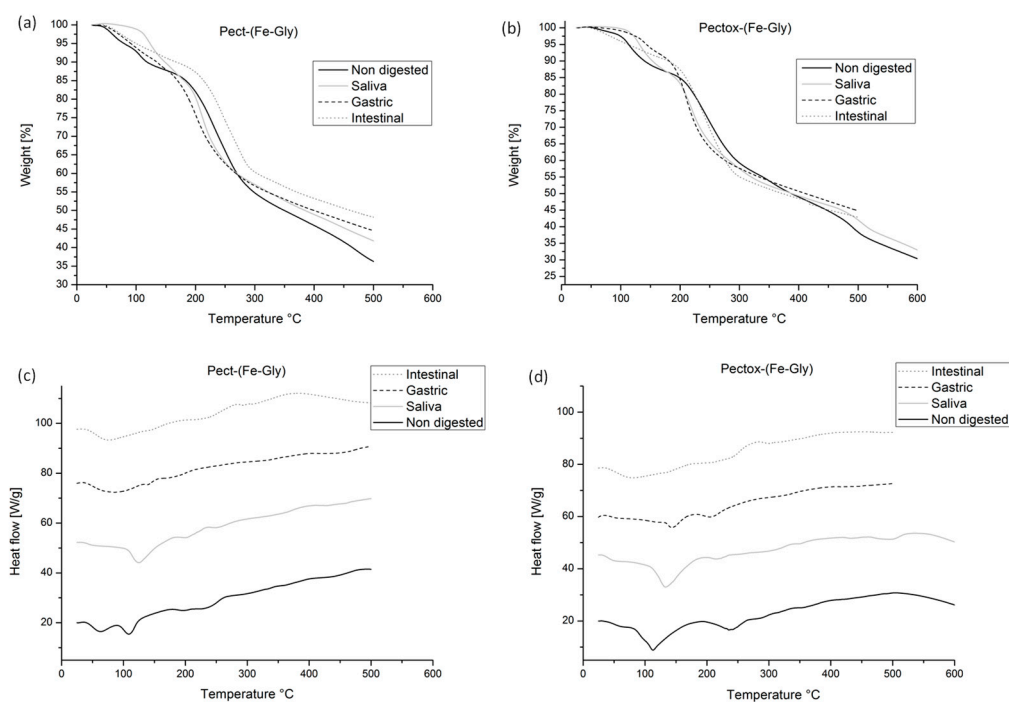 (a)
Pect-(Fe-Gly)
Non digested
Saliva
Gastric
Intestinal
Weight [%]
100
95
90
85
80
75
70
65
60
55
50
45
40
35
30
0 100 200 300 400 500 600
Temperature °C
(b)
Pectox-(Fe-Gly)
Non digested
Saliva
Gastric
Intestinal
Weight [%]
100
95
90
85
80
75
70
65
60
55
50
45
40
35
30
25
0 100 200 300 400 500 600
Temperature °C
(c)
Pect-(Fe-Gly)
Intestinal
Gastric
Saliva
Non digested
Heat flow [W/g]
100
80
60
40
20
0 100 200 300 400 500 600
Temperature °C
(d)
Pectox-(Fe-Gly)
Intestinal
Gastric
Saliva
Non digested
Heat flow [W/g]
100
80
60
40
20
0 100 200 300 400 500 600
Temperature °C